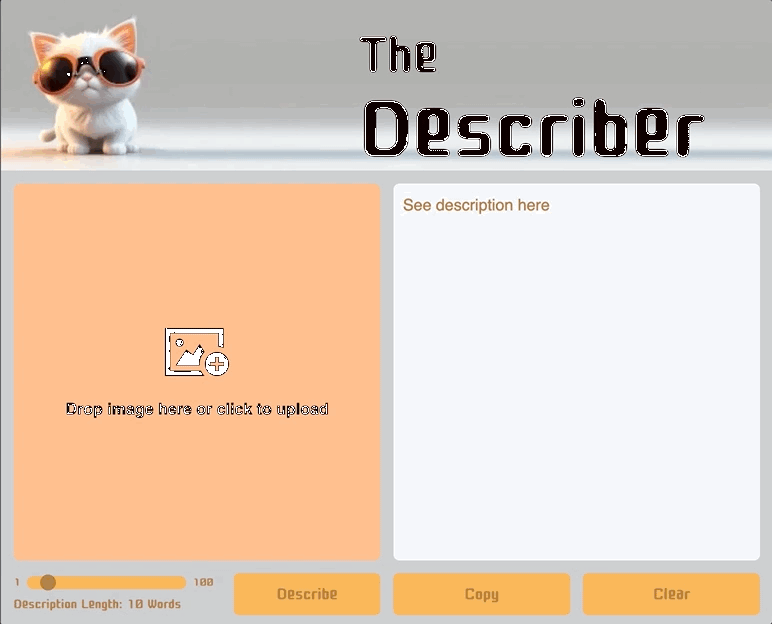 The
Describer
See description here
Drop image here or click to upload
1
100
Description Length: 10 Words
Describe
Copy
Clear